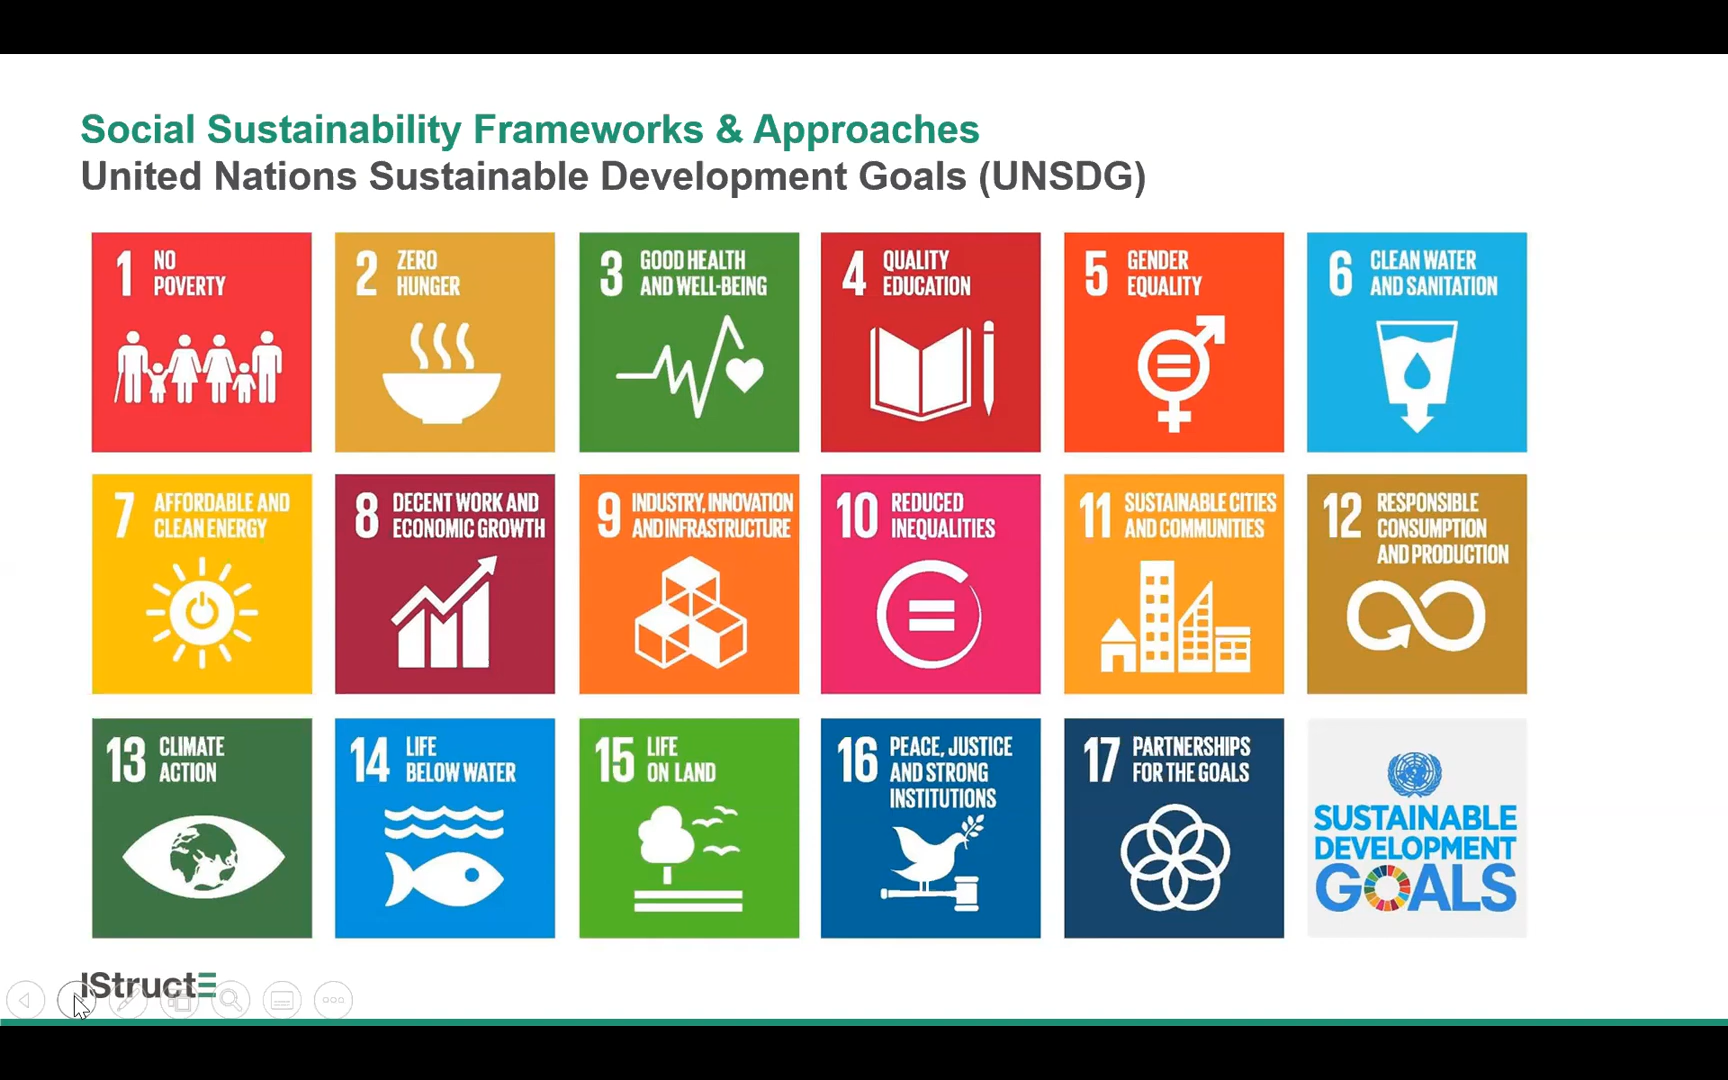 Social Sustainability Frameworks & Approaches
United Nations Sustainable Development Goals (UNSDG)
1 NO
POVERTY
2 ZERO
HUNGER
3 GOOD HEALTH
AND WELL-BEING
4 QUALITY
EDUCATION
5 GENDER
EQUALITY
6 CLEAN WATER
AND SANITATION
7 AFFORDABLE AND
CLEAN ENERGY
8 DECENT WORK AND
ECONOMIC GROWTH
9 INDUSTRY, INNOVATION
AND INFRASTRUCTURE
10 REDUCED
INEQUALITIES
11 SUSTAINABLE CITIES
AND COMMUNITIES
12 RESPONSIBLE
CONSUMPTION
AND PRODUCTION
13 CLIMATE
ACTION
14 LIFE
BELOW WATER
15 LIFE
ON LAND
16 PEACE, JUSTICE
AND STRONG
INSTITUTIONS
17 PARTNERSHIPS
FOR THE GOALS
SUSTAINABLE
DEVELOPMENT
GOALS
IStructE